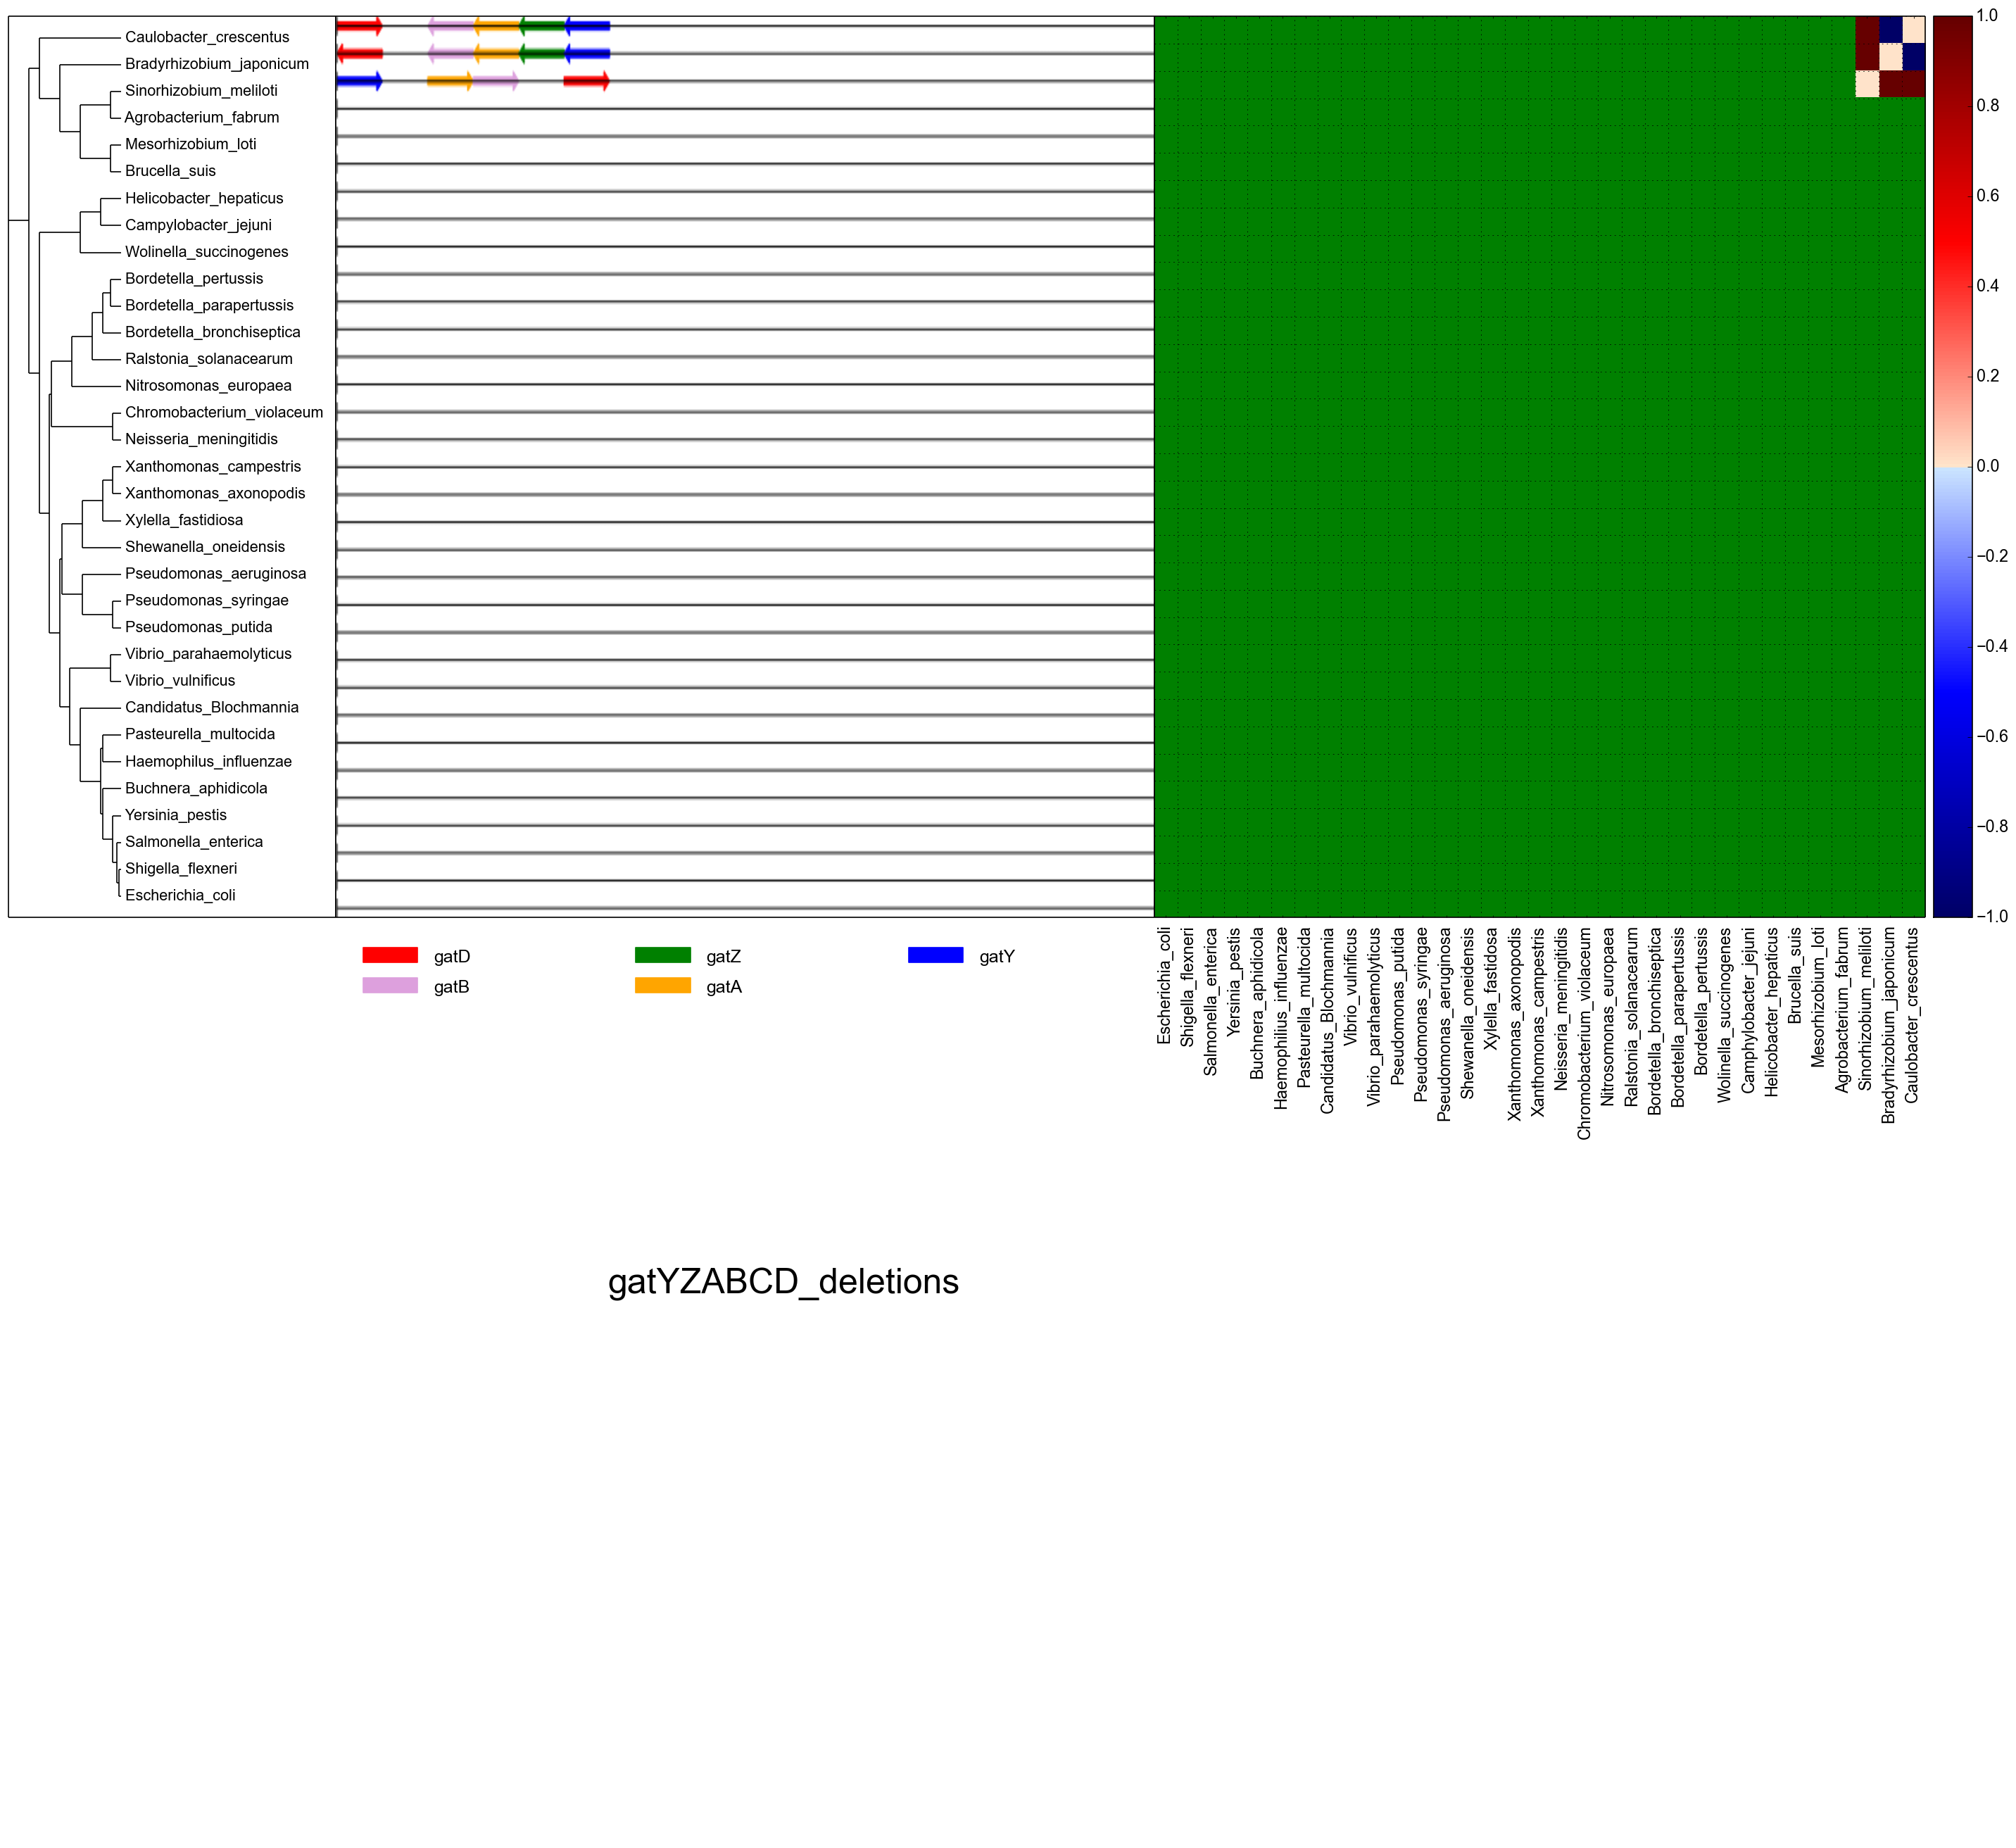 Caulobacter_crescentus
Bradyrhizobium_japonicum
Sinorhizobium_meliloti
Agrobacterium_fabrum
Mesorhizobium_loti
Brucella_suis
Helicobacter_hepaticus
Campylobacter_jejuni
Wolinella_succinogenes
Bordetella_pertussis
Bordetella_parapertussis
Bordetella_bronchiseptica
Ralstonia_solanacearum
Nitrosomonas_europaea
Chromobacterium_violaceum
Neisseria_meningitidis
Xanthomonas_campestris
Xanthomonas_axonopodis
Xylella_fastidiosa
Shewanella_oneidensis
Pseudomonas_aeruginosa
Pseudomonas_syringae
Pseudomonas_putida
Vibrio_parahaemolyticus
Vibrio_vulnificus
Candidatus_Blochmannia
Pasteurella_multocida
Haemophilus_influenzae
Buchnera_aphidicola
Yersinia_pestis
Salmonella_enterica
Shigella_flexneri
Escherichia_coli
1.0
0.8
0.6
0.4
0.2
0.0
−0.2
−0.4
−0.6
−0.8
−1.0
gatD
gatZ
gatY
gatB
gatA
Escherichia_coli
Shigella_flexneri
Salmonella_enterica
Yersinia_pestis
Buchnera_aphidicola
Haemophilius_influenzae
Pasteurella_multocida
Candidatus_Blochmannia
Vibrio_vulnificus
Vibrio_parahaemolyticus
Pseudomonas_putida
Pseudomonas_syringae
Pseudomonas_aeruginosa
Shewanella_oneidensis
Xylella_fastidosa
Xanthomonas_axonopodis
Xanthomonas_campestris
Neisseria_meningitidis
Chromobacterium_violaceum
Nitrosomonas_europaea
Ralstonia_solanacearum
Bordetella_bronchiseptica
Bordetella_parapertussis
Bordetella_pertussis
Wolinella_succinogenes
Camphylobacter_jejuni
Helicobacter_hepaticus
Brucella_suis
Mesorhizobium_loti
Agrobacterium_fabrum
Sinorhizobium_meliloti
Bradyrhizobium_japonicum
Caulobacter_crescentus
gatYZABCD_deletions